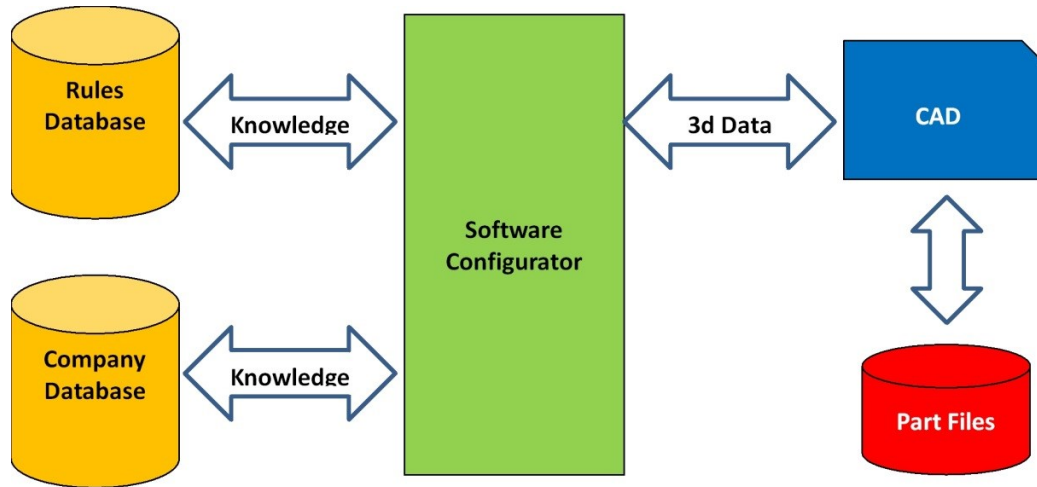 Rules
Database
Knowledge
3d Data
CAD
Software
Configurator
Company
Database
Knowledge
Part Files